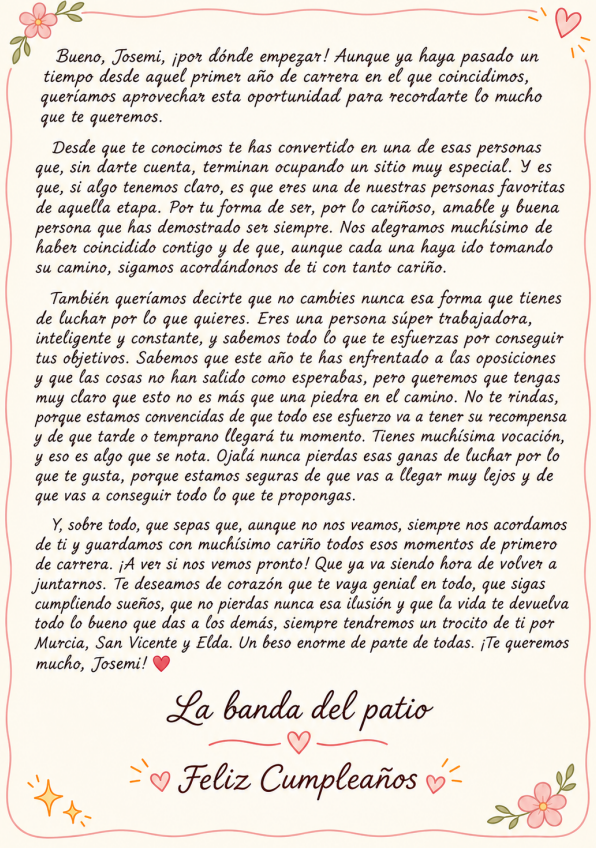 Bueno, Josemi, ¡por dónde empezar! Aunque ya haya pasado un
tiempo desde aquel primer año de carrera en el que coincidimos,
queríamos aprovechar esta oportunidad para recordarte lo mucho
que te queremos.
Desde que te conocimos te has convertido en una de esas personas
que, sin darte cuenta, terminan ocupando un sitio muy especial. Y es
que, si algo tenemos claro, es que eres una de nuestras personas favoritas
de aquella etapa. Por tu forma de ser, por lo cariñoso, amable y buena
persona que has demostrado ser siempre. Nos alegramos muchísimo de
haber coincidido contigo y de que, aunque cada una haya ido tomando
su camino, sigamos acordándonos de ti con tanto cariño.
También queríamos decirte que no cambies nunca esa forma que tienes
de luchar por lo que quieres. Eres una persona súper trabajadora,
inteligente y constante, y sabemos todo lo que te esfuerzas por conseguir
tus objetivos. Sabemos que este año te has enfrentado a las oposiciones
y que las cosas no han salido como esperabas, pero queremos que tengas
muy claro que esto no es más que una piedra en el camino. No te rindas,
porque estamos convencidas de que todo ese esfuerzo va a tener su recompensa
y de que tarde o temprano llegará tu momento. Tienes muchísima vocación,
y eso es algo que se nota. Ojalá nunca pierdas esas ganas de luchar por lo
que te gusta, porque estamos seguras de que vas a llegar muy lejos y de
que vas a conseguir todo lo que te propongas.
Y, sobre todo, que sepas que, aunque no nos veamos, siempre nos acordamos
de ti y guardamos con muchísimo cariño todos esos momentos de primero
de carrera. ¡A ver si nos vemos pronto! Que ya va siendo hora de volver a
juntarnos. Te deseamos de corazón que te vaya genial en todo, que sigas
cumpliendo sueños, que no pierdas nunca esa ilusión y que la vida te devuelva
todo lo bueno que das a los demás, siempre tendremos un trocito de ti por
Murcia, San Vicente y Elda. Un beso enorme de parte de todas. ¡Te queremos
mucho, Josemi! ❤️
La banda del patio
Feliz Cumpleaños